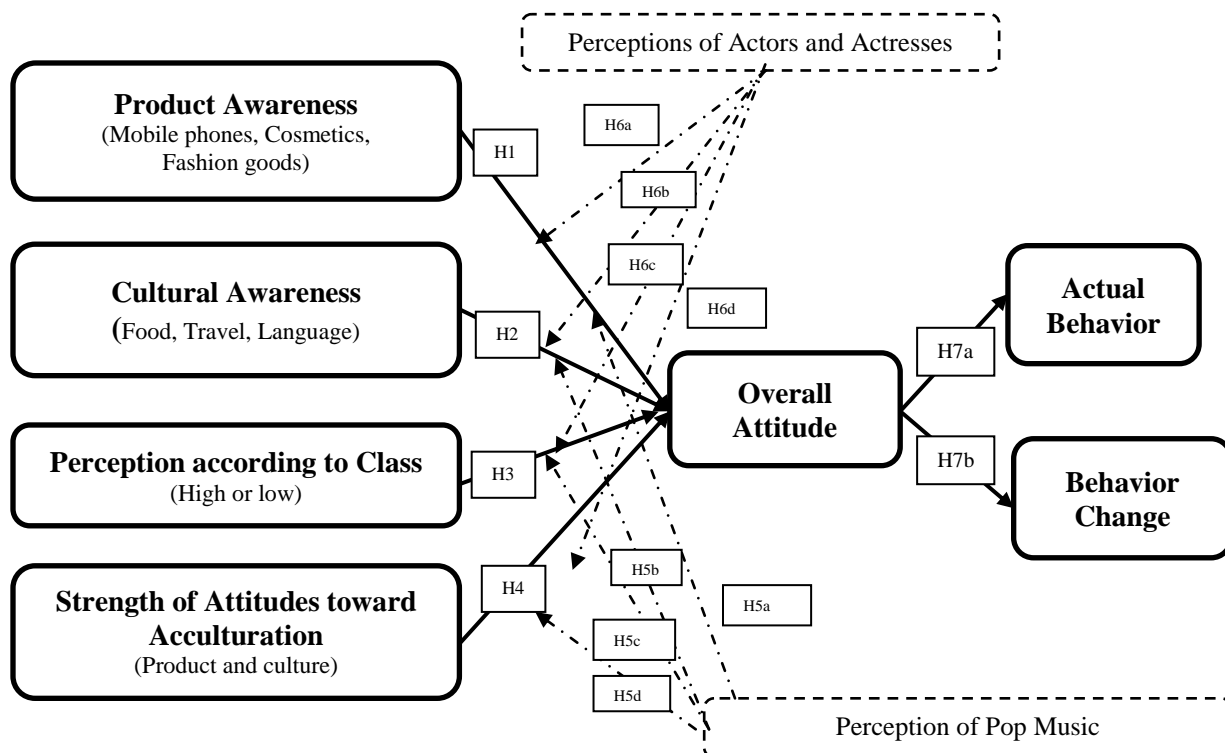 Perceptions of Actors and Actresses
Product Awareness
(Mobile phones, Cosmetics,
Fashion goods)
H1
H6a
H6b
Cultural Awareness
(Food, Travel, Language)
H2
H6c
H6d
Overall
Attitude
Actual
Behavior
H7a
Perception according to Class
(High or low)
H3
H7b
Behavior
Change
Strength of Attitudes toward
Acculturation
(Product and culture)
H4
H5b
H5a
H5c
H5d
Perception of Pop Music